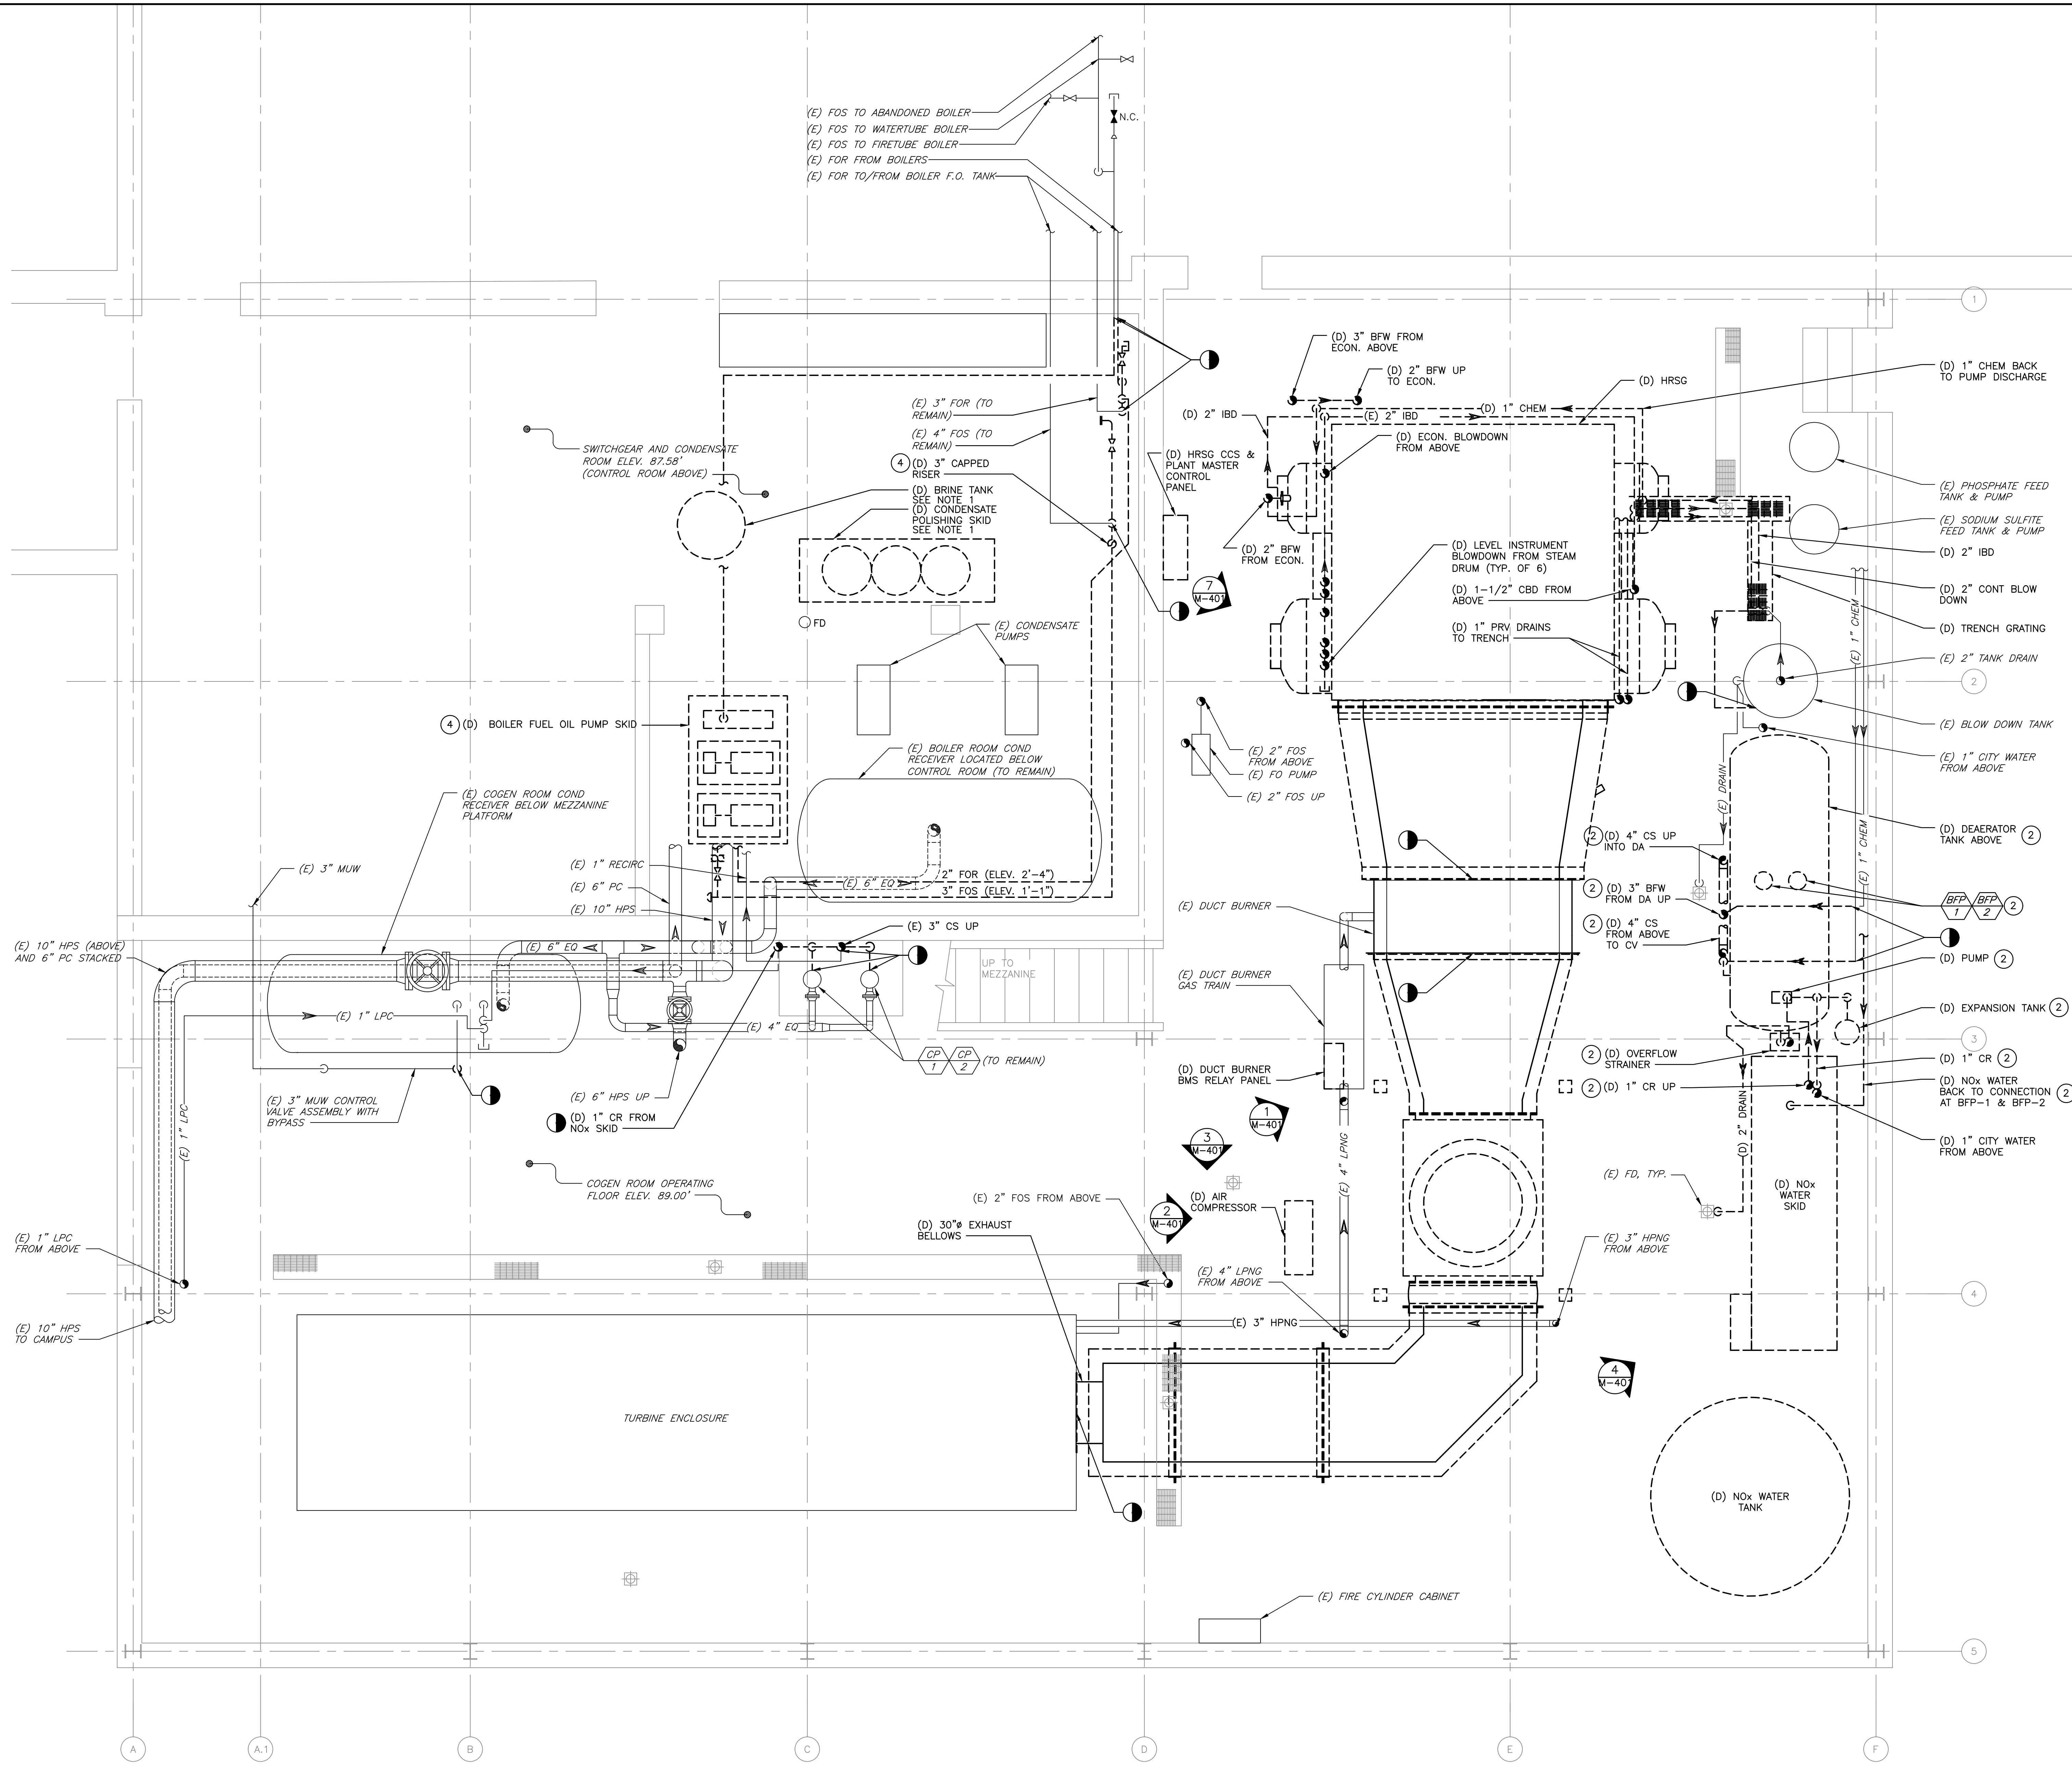 (E) FOS TO ABANDONED BOILER
(E) FOS TO WATERTUBE BOILER
(E) FOS TO FIRETUBE BOILER
(E) FOR FROM BOILERS
(E) FOR TO/FROM BOILER F.O. TANK
N.C.
1
(D) 3" BFW FROM
ECON. ABOVE
(D) 2" BFW UP
TO ECON.
(D) HRSG
(D) 1" CHEM BACK
TO PUMP DISCHARGE
(E) 3" FOR (TO
REMAIN)
(D) 2" IBD
(D) 1" CHEM
(E) 2" IBD
(E) 4" FOS (TO
REMAIN)
(D) ECON. BLOWDOWN
FROM ABOVE
SWITCHGEAR AND CONDENSATE
ROOM ELEV. 87.58'
(CONTROL ROOM ABOVE)
4
(D) 3" CAPPED
RISER
(D) HRSG CCS &
PLANT MASTER
CONTROL
PANEL
(D) BRINE TANK
SEE NOTE 1
(D) CONDENSATE
POLISHING SKID
SEE NOTE 1
(E) PHOSPHATE FEED
TANK & PUMP
(E) SODIUM SULFITE
FEED TANK & PUMP
(D) 2" BFW
FROM ECON.
(D) LEVEL INSTRUMENT
BLOWDOWN FROM STEAM
DRUM (TYP. OF 6)
(D) 2" IBD
7
M-401
(D) 1-1/2" CBD FROM
ABOVE
(D) 2" CONT BLOW
DOWN
FD
(E) CONDENSATE
PUMPS
(D) 1" PRV DRAINS
TO TRENCH
(E) 1" CHEM
(D) TRENCH GRATING
(E) 2" TANK DRAIN
2
4
(D) BOILER FUEL OIL PUMP SKID
(E) BLOW DOWN TANK
(E) BOILER ROOM COND
RECEIVER LOCATED BELOW
CONTROL ROOM (TO REMAIN)
(E) 2" FOS
FROM ABOVE
(E) FO PUMP
(E) 2" FOS UP
(E) 1" CITY WATER
FROM ABOVE
(E) DRAIN
(E) COGEN ROOM COND
RECEIVER BELOW MEZZANINE
PLATFORM
2
(D) 4" CS UP
INTO DA
(D) DEAERATOR
TANK ABOVE
2
(E) 1" CHEM
(E) 3" MUW
(E) 1" RECIRC
(E) 6" PC
(E) 10" HPS
2" FOR (ELEV. 2'-4")
(E) 6" EQ
3" FOS (ELEV. 1'-1")
2
(D) 3" BFW
FROM DA UP
BFP
1
BFP
2
2
(E) DUCT BURNER
(E) 3" CS UP
2
(D) 4" CS
FROM ABOVE
TO CV
(E) 10" HPS (ABOVE)
AND 6" PC STACKED
(E) 6" EQ
UP TO
MEZZANINE
(E) DUCT BURNER
GAS TRAIN
(D) PUMP
2
(E) 1" LPC
(E) 4" EQ
(D) EXPANSION TANK
2
3
CP
1
CP
2
(TO REMAIN)
2
(D) OVERFLOW
STRAINER
(D) 1" CR
2
(D) DUCT BURNER
BMS RELAY PANEL
2
(D) 1" CR UP
(D) NOx WATER
BACK TO CONNECTION
AT BFP-1 & BFP-2
2
(E) 3" MUW CONTROL
VALVE ASSEMBLY WITH
BYPASS
(E) 6" HPS UP
(D) 1" CR FROM
NOx SKID
(E) 1" LPC
1
M-401
3
M-401
(D) 2" DRAIN
(D) 1" CITY WATER
FROM ABOVE
(E) 4" LPNG
COGEN ROOM OPERATING
FLOOR ELEV. 89.00'
(E) FD, TYP.
(D) NOx
WATER
SKID
(E) 2" FOS FROM ABOVE
(D) AIR
COMPRESSOR
2
M-401
(D) 30"ø EXHAUST
BELLOWS
(E) 1" LPC
FROM ABOVE
(E) 3" HPNG
FROM ABOVE
(E) 4" LPNG
FROM ABOVE
4
(E) 10" HPS
TO CAMPUS
(E) 3" HPNG
4
M-401
TURBINE ENCLOSURE
(D) NOx WATER
TANK
(E) FIRE CYLINDER CABINET
5
A
A.1
B
C
D
E
F